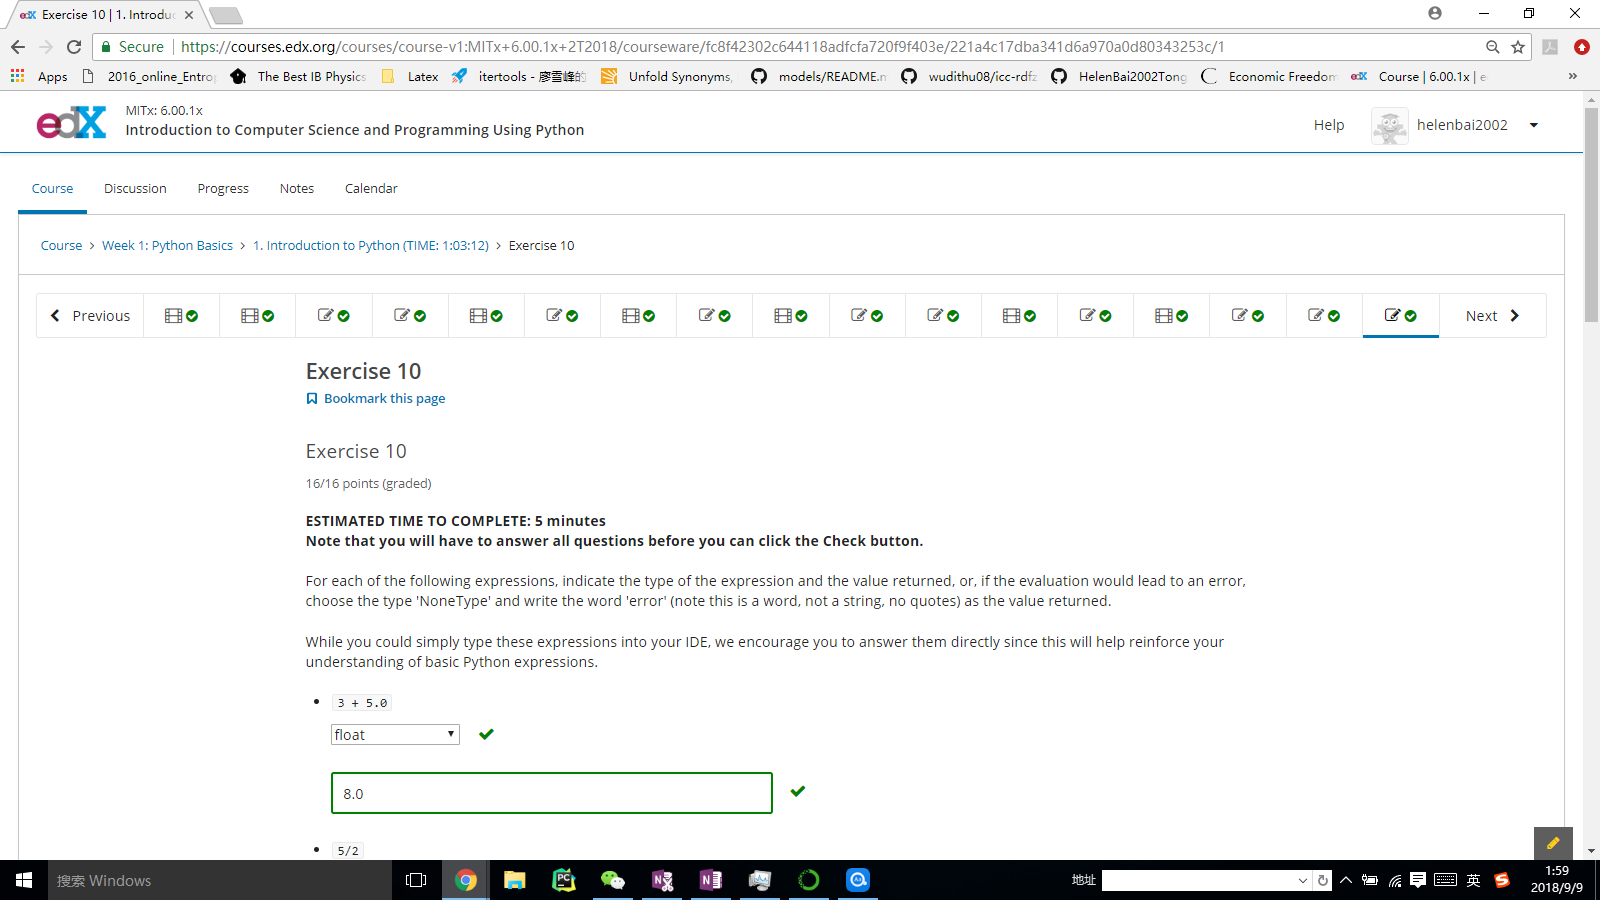 edX Exercise 10 | 1. Introduc
Secure https://courses.edx.org/courses/course-v1:MITx+6.00.1x+2T2018/courseware/fc8f42302c644118adfcfa720f9f403e/221a4c17dba341d6a970a0d80343253c/1
Apps 2016_online_Entrop The Best IB Physics Latex itertools - 廖雪峰的 Unfold Synonyms, models/README.m wudithu08/icc-rdfz HelenBai2002Tong Economic Freedom edX Course | 6.00.1x | e »
edX
MITx: 6.00.1x
Introduction to Computer Science and Programming Using Python
Help helenbai2002
Course Discussion Progress Notes Calendar
Course > Week 1: Python Basics > 1. Introduction to Python (TIME: 1:03:12) > Exercise 10
Previous Next
Exercise 10
Bookmark this page
Exercise 10
16/16 points (graded)
ESTIMATED TIME TO COMPLETE: 5 minutes
Note that you will have to answer all questions before you can click the Check button.
For each of the following expressions, indicate the type of the expression and the value returned, or, if the evaluation would lead to an error,
choose the type 'NoneType' and write the word 'error' (note this is a word, not a string, no quotes) as the value returned.
While you could simply type these expressions into your IDE, we encourage you to answer them directly since this will help reinforce your
understanding of basic Python expressions.
• 3 + 5.0
float
8.0
• 5/2
搜索 Windows
地址
英
1:59
2018/9/9